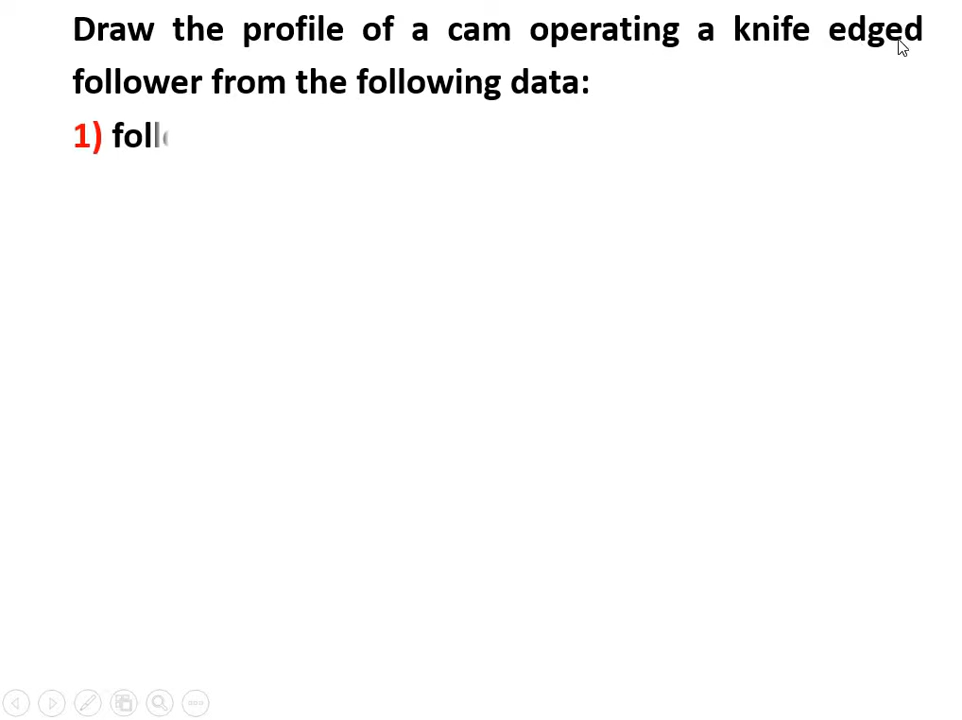 Draw the profile of a cam operating a knife edged
follower from the following data:
1)